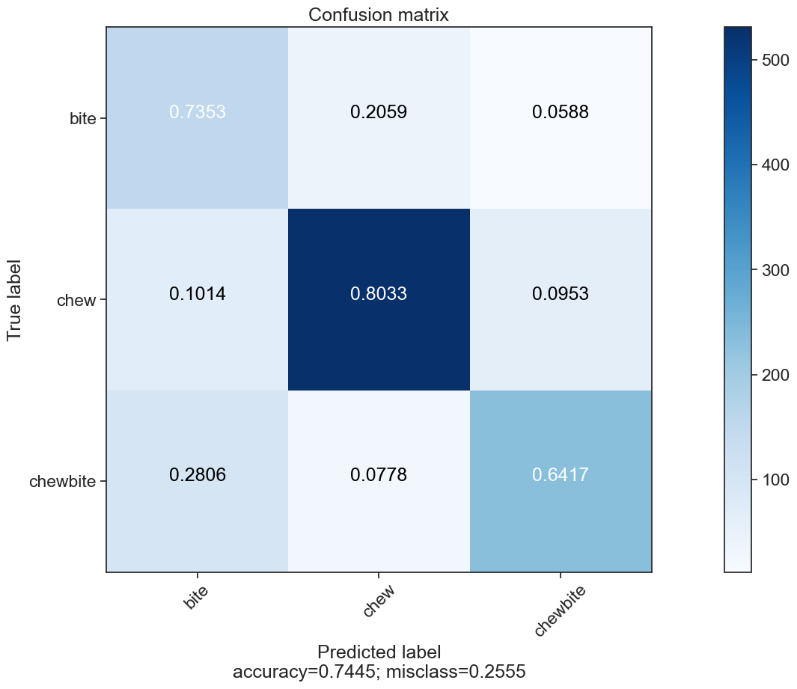 Confusion matrix
bite
0.7353
0.2059
0.0588
chew
0.1014
0.8033
0.0953
chewbite
0.2806
0.0778
0.6417
True label
bite
chew
chewbite
Predicted label
accuracy=0.7445; misclass=0.2555
500
400
300
200
100